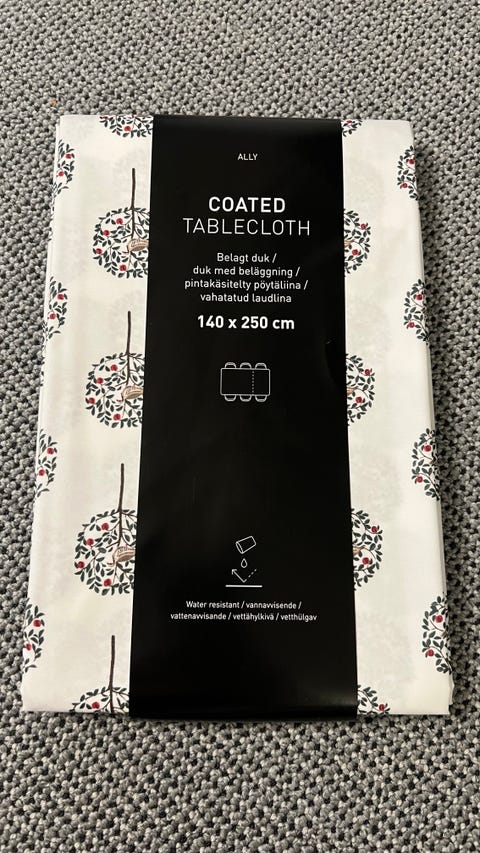 ALLY
COATED
TABLECLOTH
Belagt duk /
duk med beläggning /
pintakäsitelty pöytäliina /
vahatatud laudlina
140 x 250 cm
Water resistant / vannavvisende /
vattenavvisande / vettähylkivä / vetthülgav